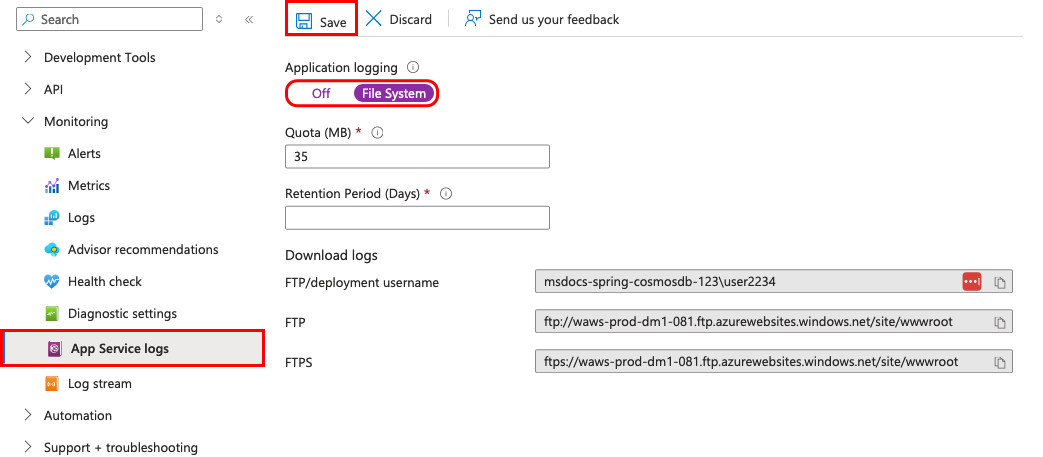 Search
Development Tools
API
Monitoring
Alerts
Metrics
Logs
Advisor recommendations
Health check
Diagnostic settings
App Service logs
Log stream
Automation
Support + troubleshooting
Save
Discard
Send us your feedback
Application logging
Off
File System
Quota (MB) *
35
Retention Period (Days) *
Download logs
FTP/deployment username
msdocs-spring-cosmosdb-123\user2234
FTP
ftp://waws-prod-dm1-081.ftp.azurewebsites.windows.net/site/wwwroot
FTPS
ftps://waws-prod-dm1-081.ftp.azurewebsites.windows.net/site/wwwroot